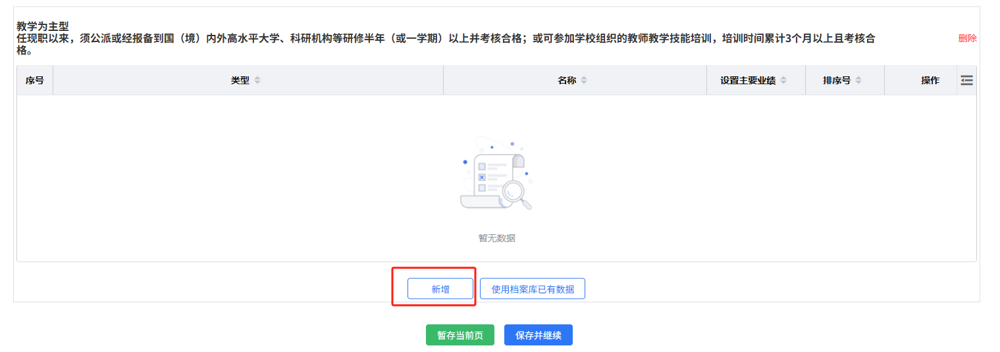 教学为主型
任现职以来，须公派或经报备到国（境）内外高水平大学、科研机构等研修半年（或一学期）以上并考核合格；或可参加学校组织的教师教学技能培训，培训时间累计3个月以上且考核合
格。
删除
序号 类型 名称 设置主要业绩 排序号 操作
暂无数据
新增 使用档案库已有数据
暂存当前页 保存并继续